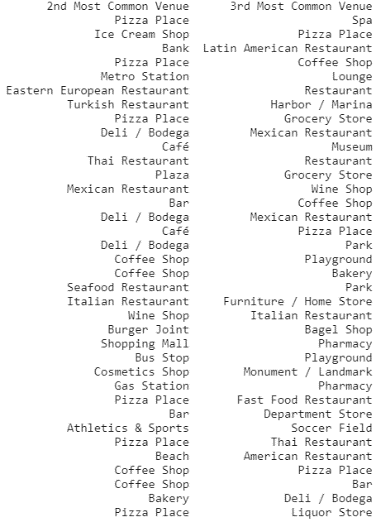 2nd Most Common Venue 3rd Most Common Venue
Pizza Place Spa
Ice Cream Shop Pizza Place
Bank Latin American Restaurant
Pizza Place Coffee Shop
Metro Station Lounge
Eastern European Restaurant Restaurant
Turkish Restaurant Harbor / Marina
Pizza Place Grocery Store
Deli / Bodega Mexican Restaurant
Café Museum
Thai Restaurant Restaurant
Plaza Grocery Store
Mexican Restaurant Wine Shop
Bar Coffee Shop
Deli / Bodega Mexican Restaurant
Café Pizza Place
Deli / Bodega Park
Coffee Shop Playground
Coffee Shop Bakery
Seafood Restaurant Park
Italian Restaurant Furniture / Home Store
Wine Shop Italian Restaurant
Burger Joint Bagel Shop
Shopping Mall Pharmacy
Bus Stop Playground
Cosmetics Shop Monument / Landmark
Gas Station Pharmacy
Pizza Place Fast Food Restaurant
Bar Department Store
Athletics & Sports Soccer Field
Pizza Place Thai Restaurant
Beach American Restaurant
Coffee Shop Pizza Place
Coffee Shop Bar
Bakery Deli / Bodega
Pizza Place Liquor Store